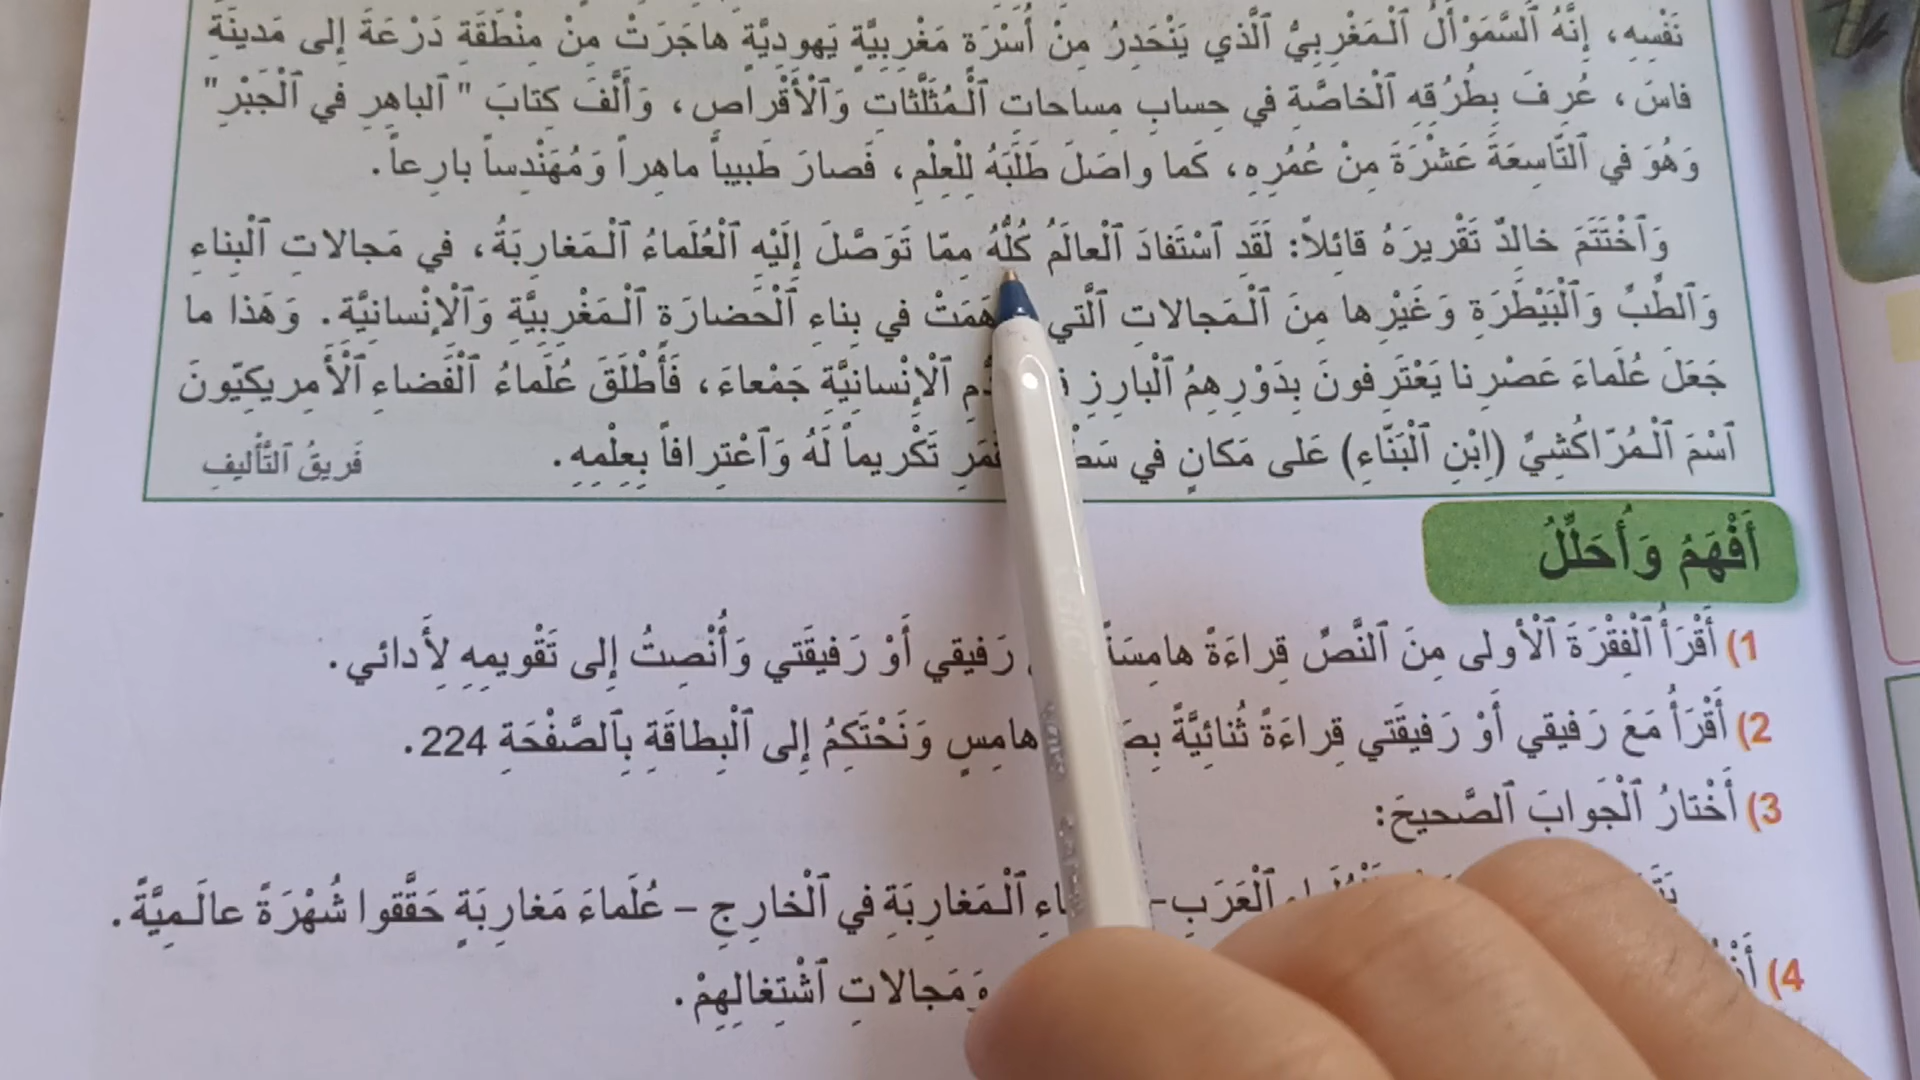 نَفْسِهِ، إِنَّهُ ٱلسَّمَوْأَلُ ٱلْمَغْرِبِيُّ ٱلَّذي يَنْحَدِرُ مِنْ أُسْرَةٍ مَغْرِبِيَّةٍ يَهودِيَّةٍ هاجَرَتْ مِنْ مِنْطَقَةِ دَرْعَةَ إِلى مَدينَةِ
فاسَ، عُرِفَ بِطُرُقِهِ ٱلْخاصَّةِ في حِسابِ مِساحات ٱلْمُثَلَّثاتِ وَٱلْأَقْراصِ، وَأَلَّفَ كِتابَ " ٱلباهِرِ في ٱلْجَبْرِ"
وَهُوَ في ٱلتّاسِعَةَ عَشْرَةَ مِنْ عُمُرِهِ، كَما واصَلَ طَلَبَهُ لِلْعِلْمِ، فَصارَ طَبيباً ماهِراً وَمُهَنْدِساً بارِعاً.
وَٱخْتَتَمَ خالِدٌ تَقْريرَهُ قائِلاً: لَقَدِ ٱسْتَفادَ ٱلْعالَمُ كُلُّهُ مِمّا تَوَصَّلَ إِلَيْهِ ٱلْعُلَماءُ ٱلْمَغارِبَةُ، في مَجالاتِ ٱلْبِناءِ
وَٱلطِّبِّ وَٱلْبَيْطَرَةِ وَغَيْرِها مِنَ ٱلْمَجالاتِ ٱلَّتي في بِناءِ ٱلْحَضارَةِ ٱلْمَغْرِبِيَّةِ وَٱلْإِنْسانِيَّةِ. وَهَذا ما
جَعَلَ عُلَماءَ عَصْرِنا يَعْتَرِفونَ بِدَوْرِهِمُ ٱلْبارِزِ ٱلْإِنْسانِيَّةِ جَمْعاءَ، فَأَطْلَقَ عُلَماءُ ٱلْفَضاءِ ٱلْأَمِريكِيّونَ
ٱسْمَ ٱلْمُرّاكُشِيِّ (ابْنِ ٱلْبَنّاءِ) عَلى مَكانٍ في تَكْريماً لَهُ وَٱعْتِرافاً بِعِلْمِهِ.
فَريقُ ٱلتَّأْليفِ
أَفْهَمُ وَأُحَلِّلُ
1) أَقْرَأُ ٱلْفِقْرَةَ ٱلْأولى مِنَ ٱلنَّصِّ قِراءَةً هامِسَةً رَفيقي أَوْ رَفيقَتي وَأُنْصِتُ إِلى تَقْويمِهِ لِأَدائي.
2) أَقْرَأُ مَعَ رَفيقي أَوْ رَفيقَتي قِراءَةً ثُنائِيَّةً هامِسٍ وَنَحْتَكِمُ إِلى ٱلْبِطاقَةِ بِٱلصَّفْحَةِ 224.
3) أَخْتارُ ٱلْجَوابَ ٱلصَّحيحَ:
ٱلْعَرَبِ- ٱلْمَغارِبَةِ في ٱلْخارِجِ – عُلَماءَ مَغارِبَةٍ حَقَّقوا شُهْرَةً عالَمِيَّةً.
4) وَمَجالاتِ ٱشْتِغالِهِمْ.